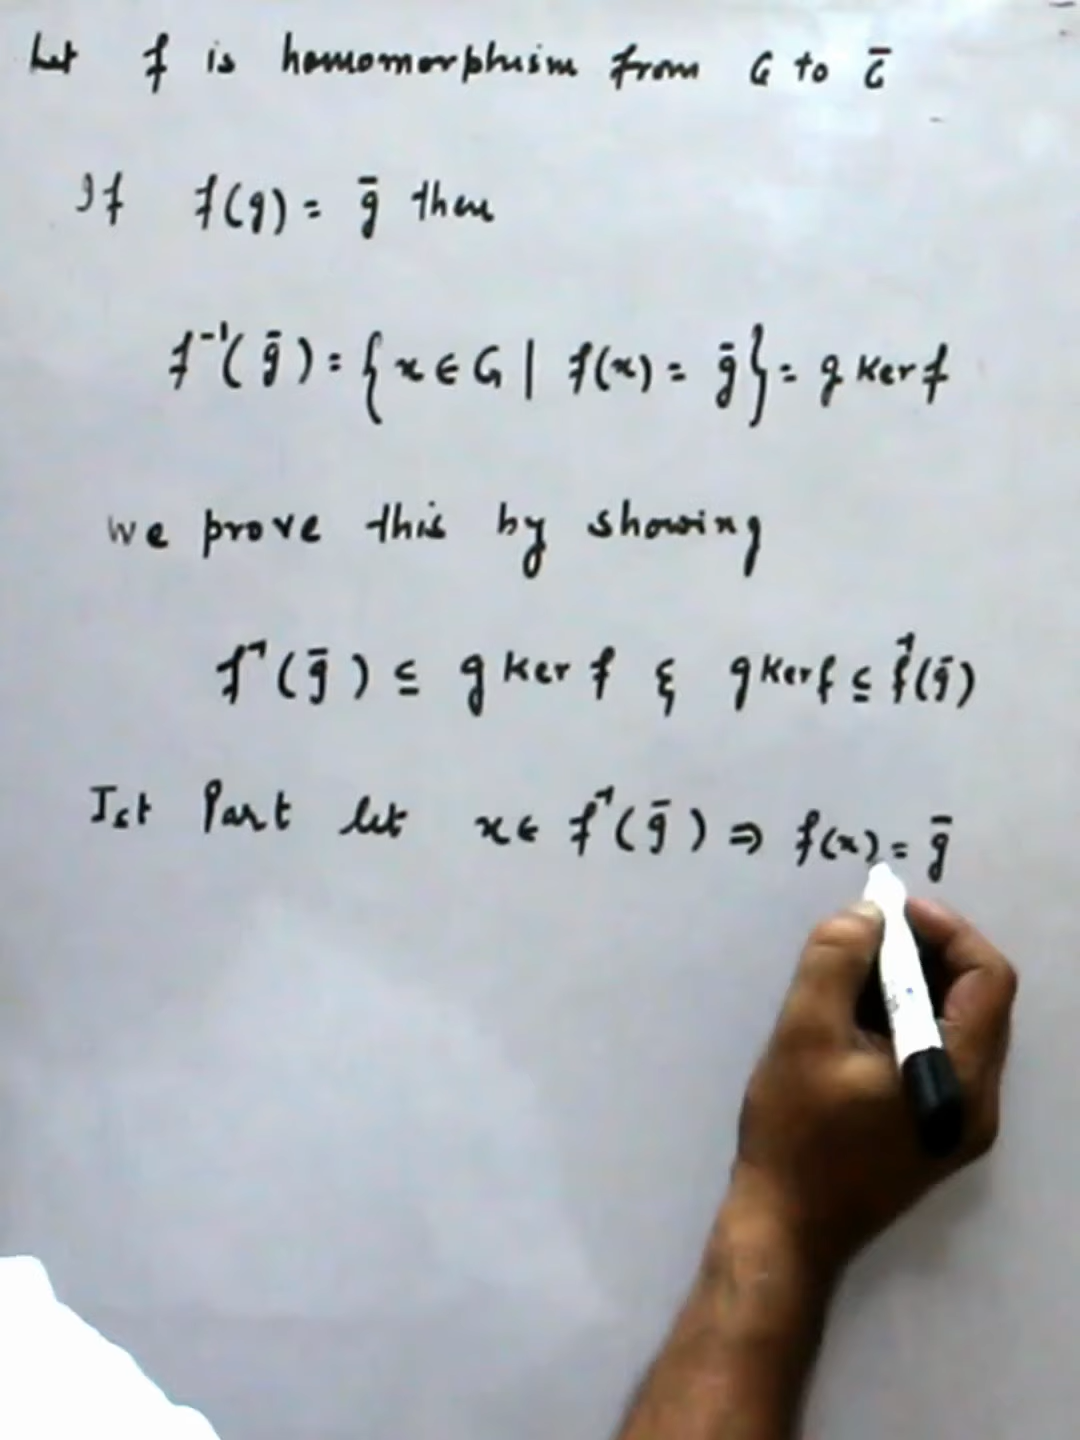 Let f is homomorphism from G to G̅
If f(g) = g̅ then
f⁻¹(g̅) = {x ∈ G | f(x) = g̅} = g ker f
we prove this by showing
f⁻¹(g̅) ⊆ g ker f & g ker f ⊆ f⁻¹(g̅)
Ist Part let x ∈ f⁻¹(g̅) ⇒ f(x) = g̅